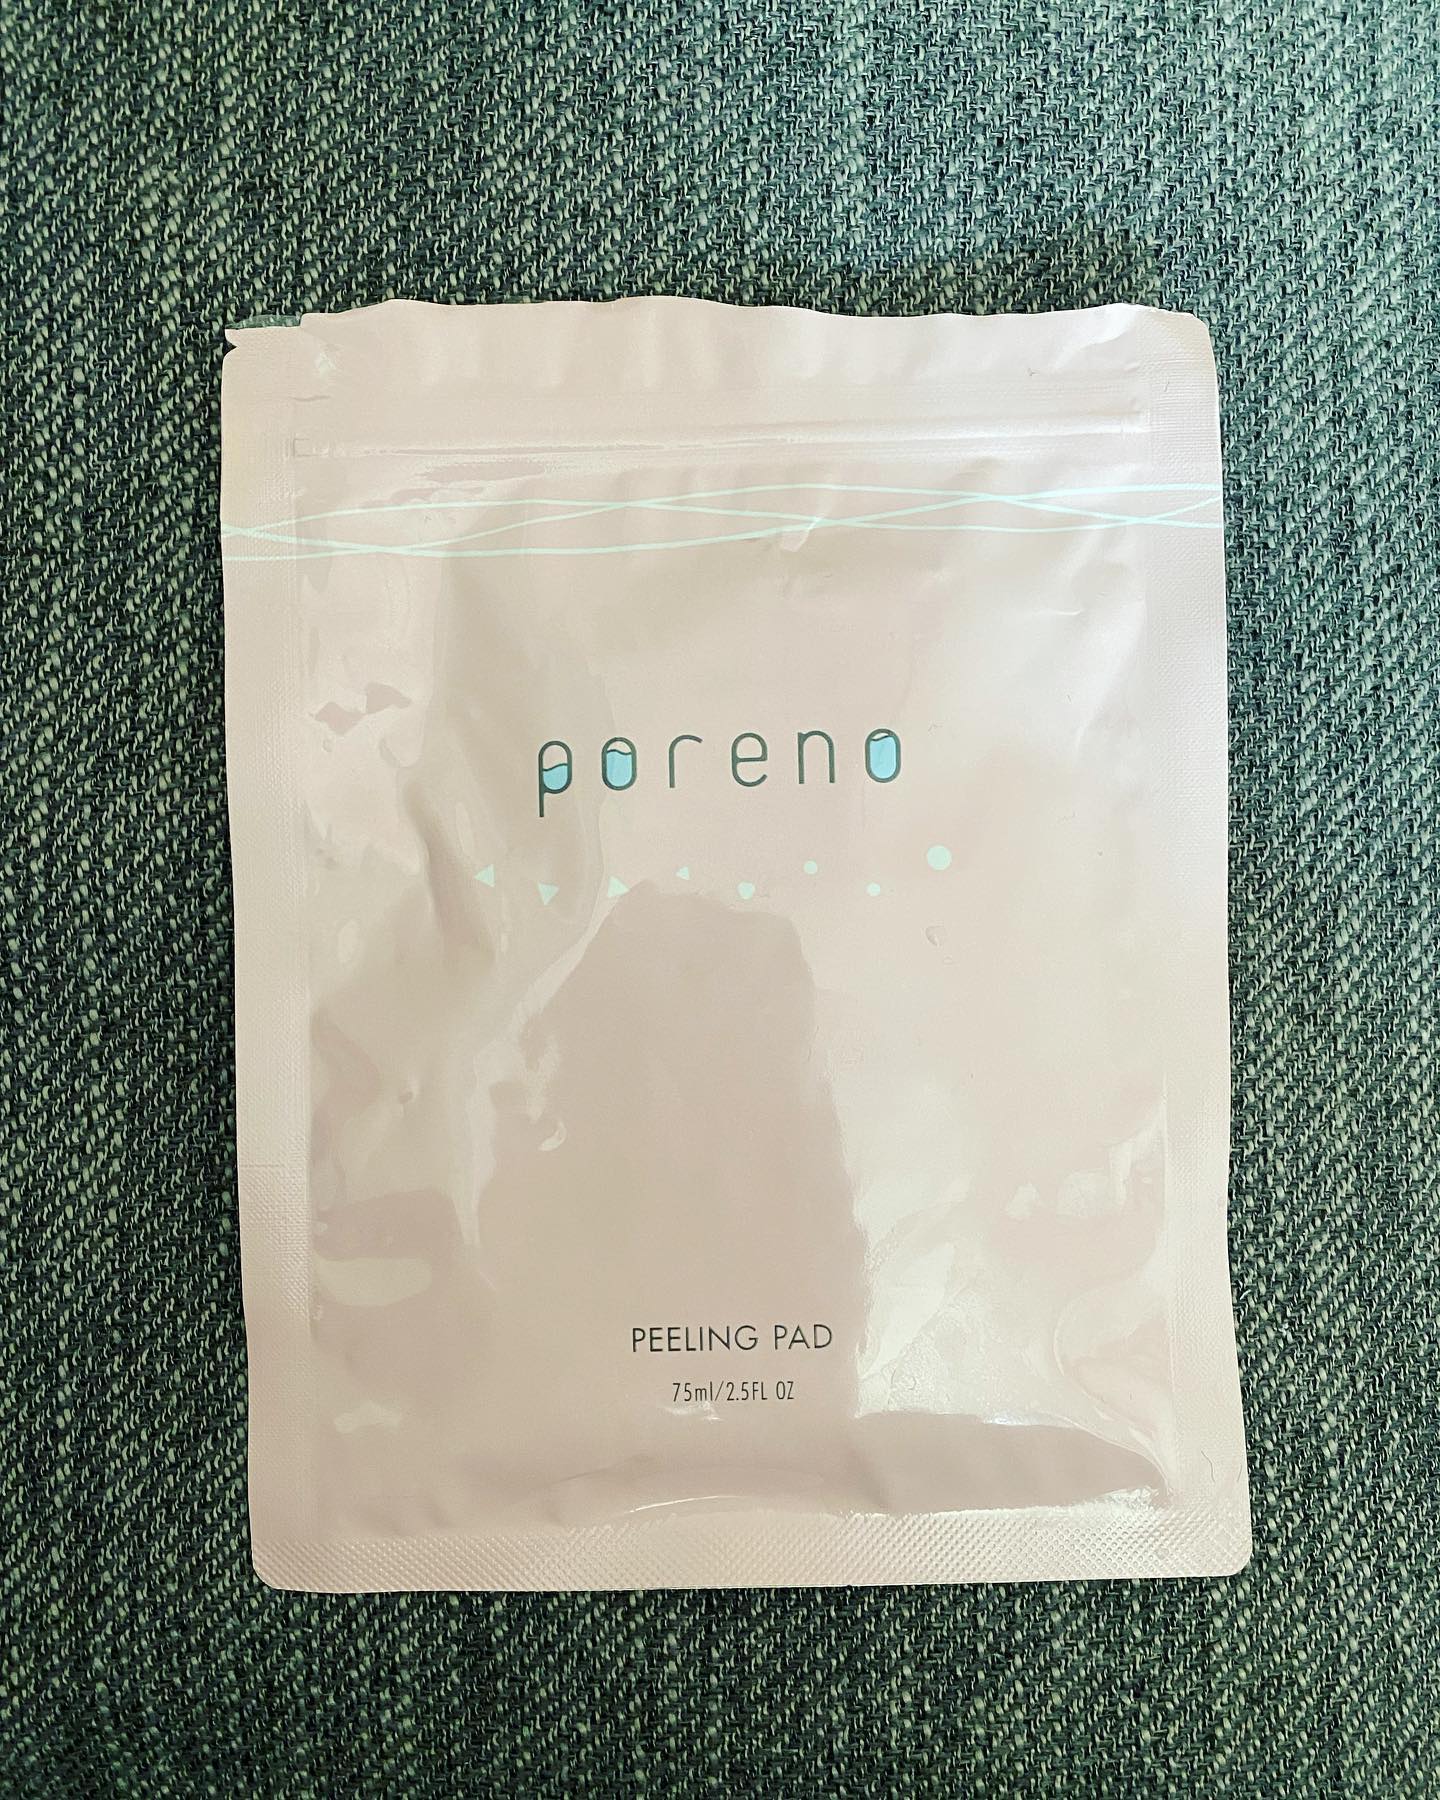 poreno
PEELING PAD
75ml/2.5FL OZ